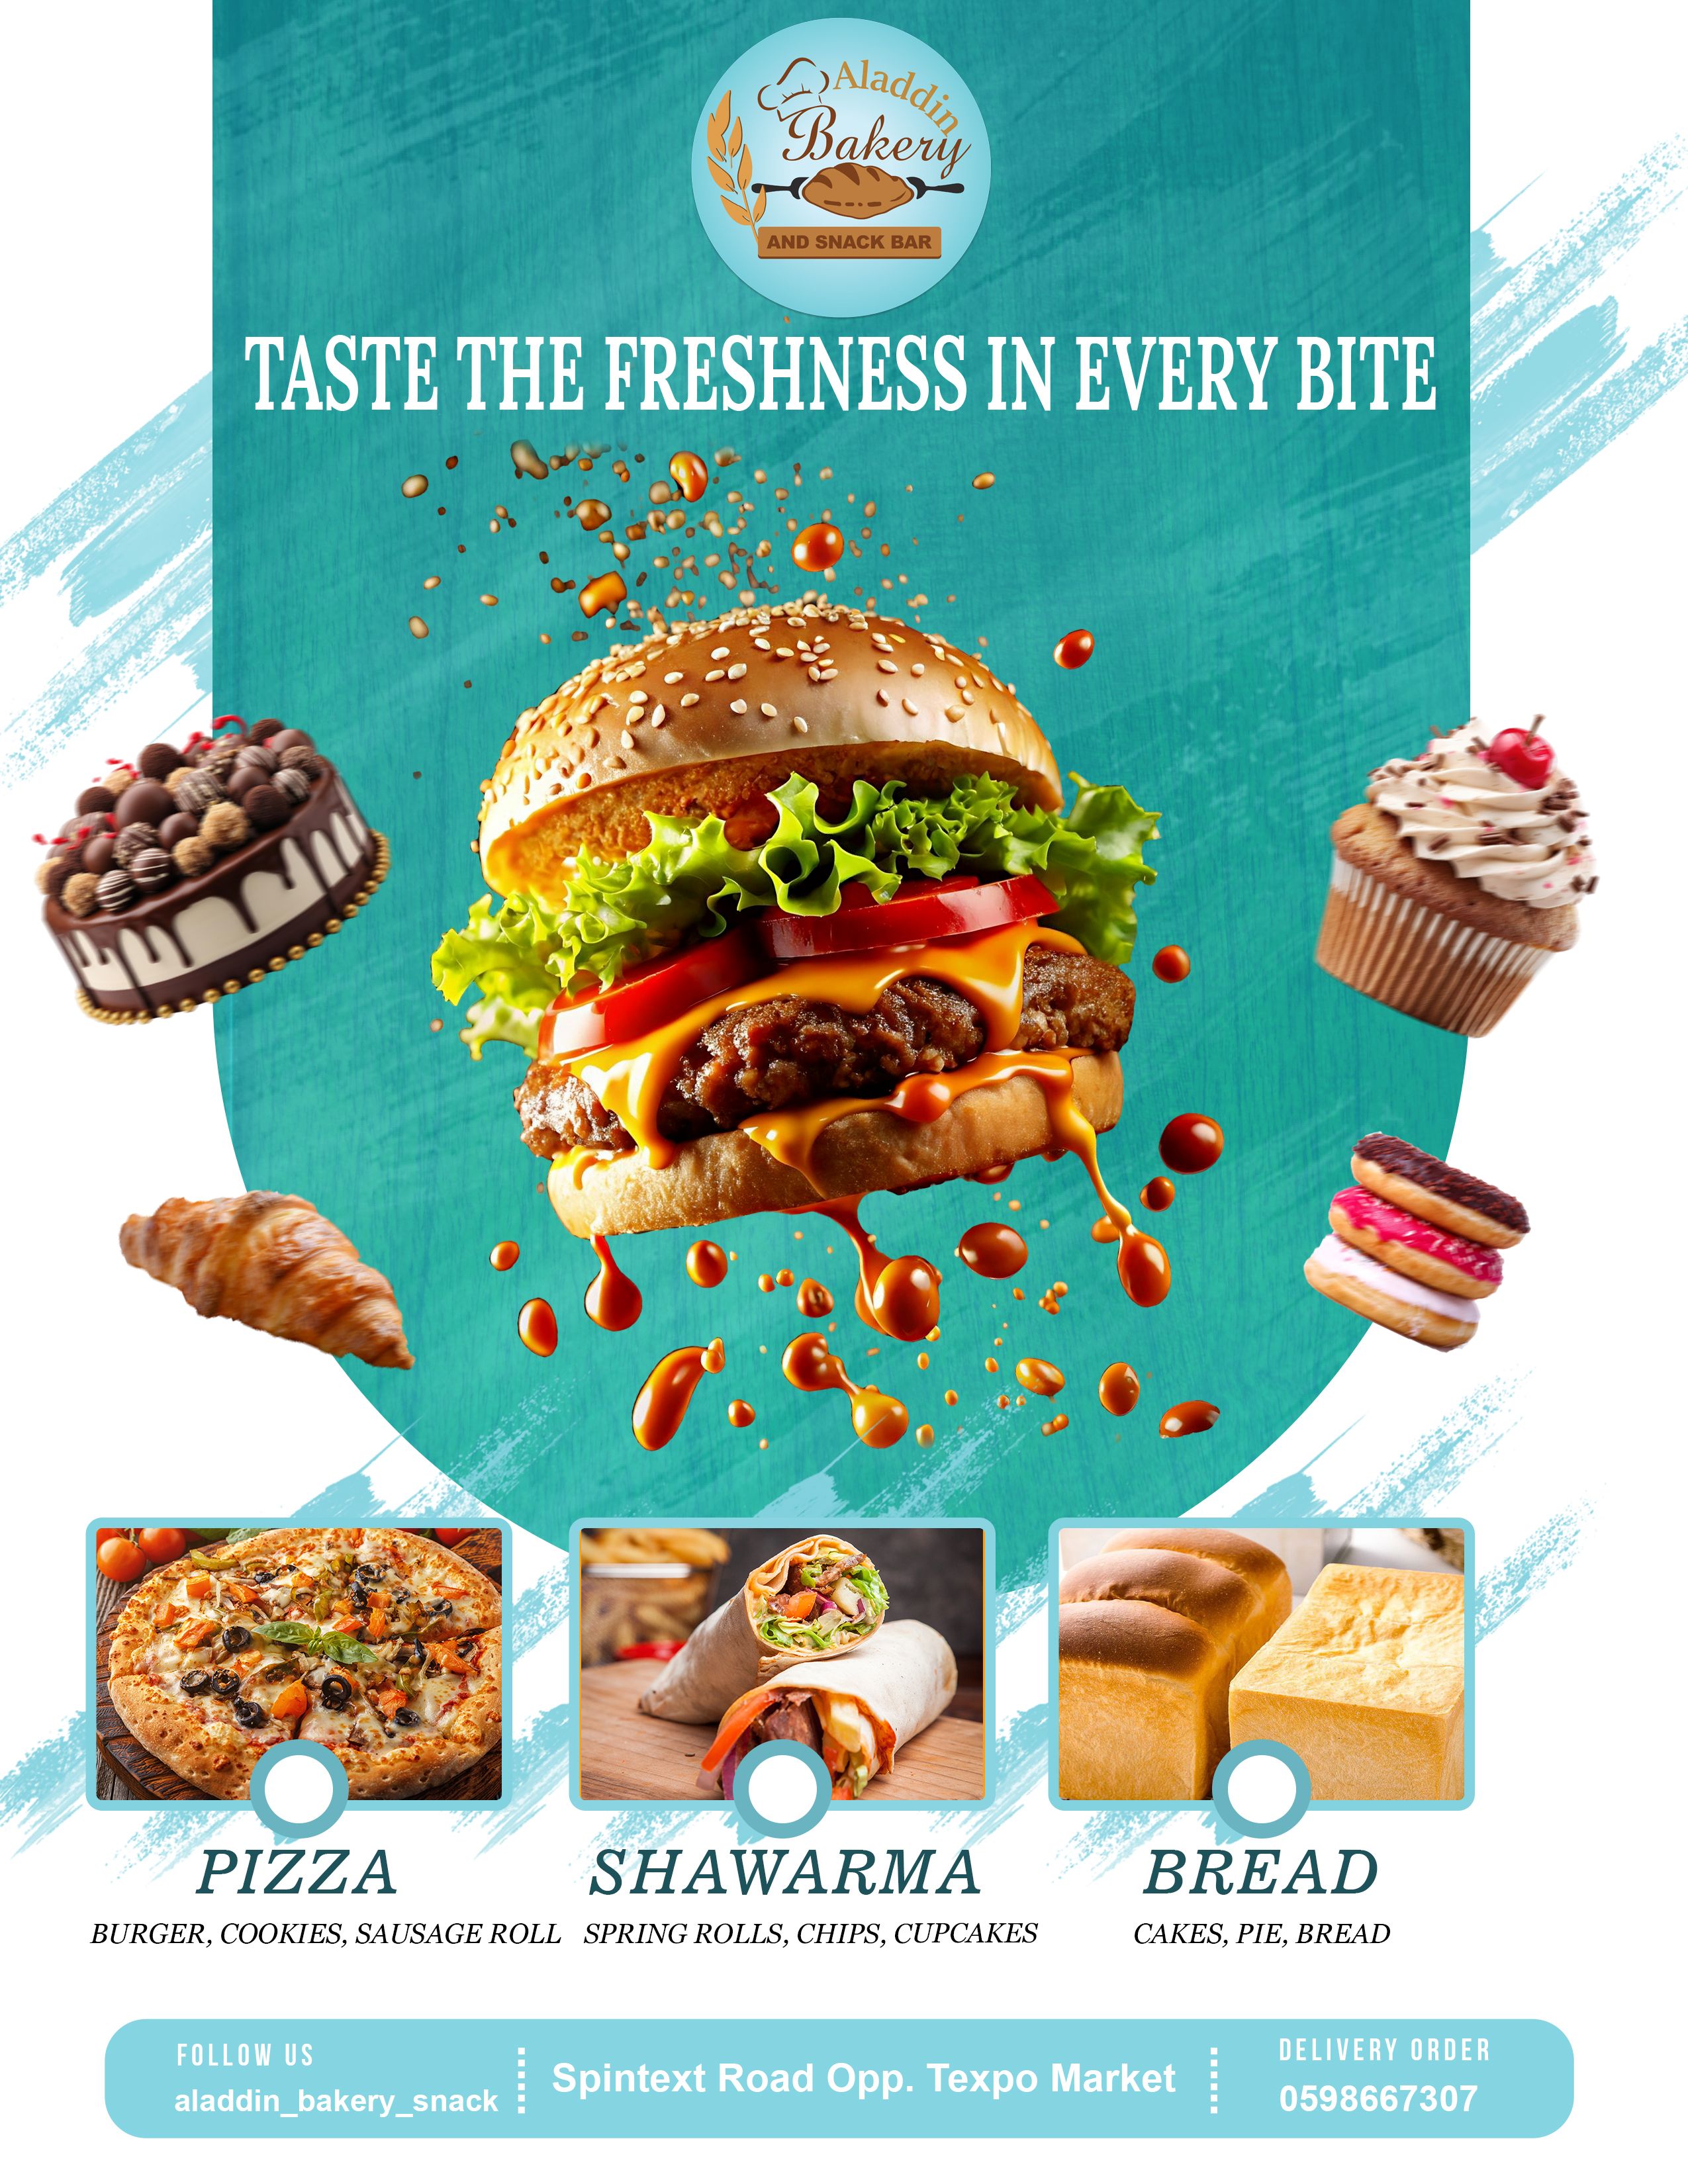 Aladdin
Bakery
AND SNACK BAR
TASTE THE FRESHNESS IN EVERY BITE
PIZZA
BURGER, COOKIES, SAUSAGE ROLL
SHAWARMA
SPRING ROLLS, CHIPS, CUPCAKES
BREAD
CAKES, PIE, BREAD
FOLLOW US
aladdin_bakery_snack
Spintext Road Opp. Texpo Market
DELIVERY ORDER
0598667307